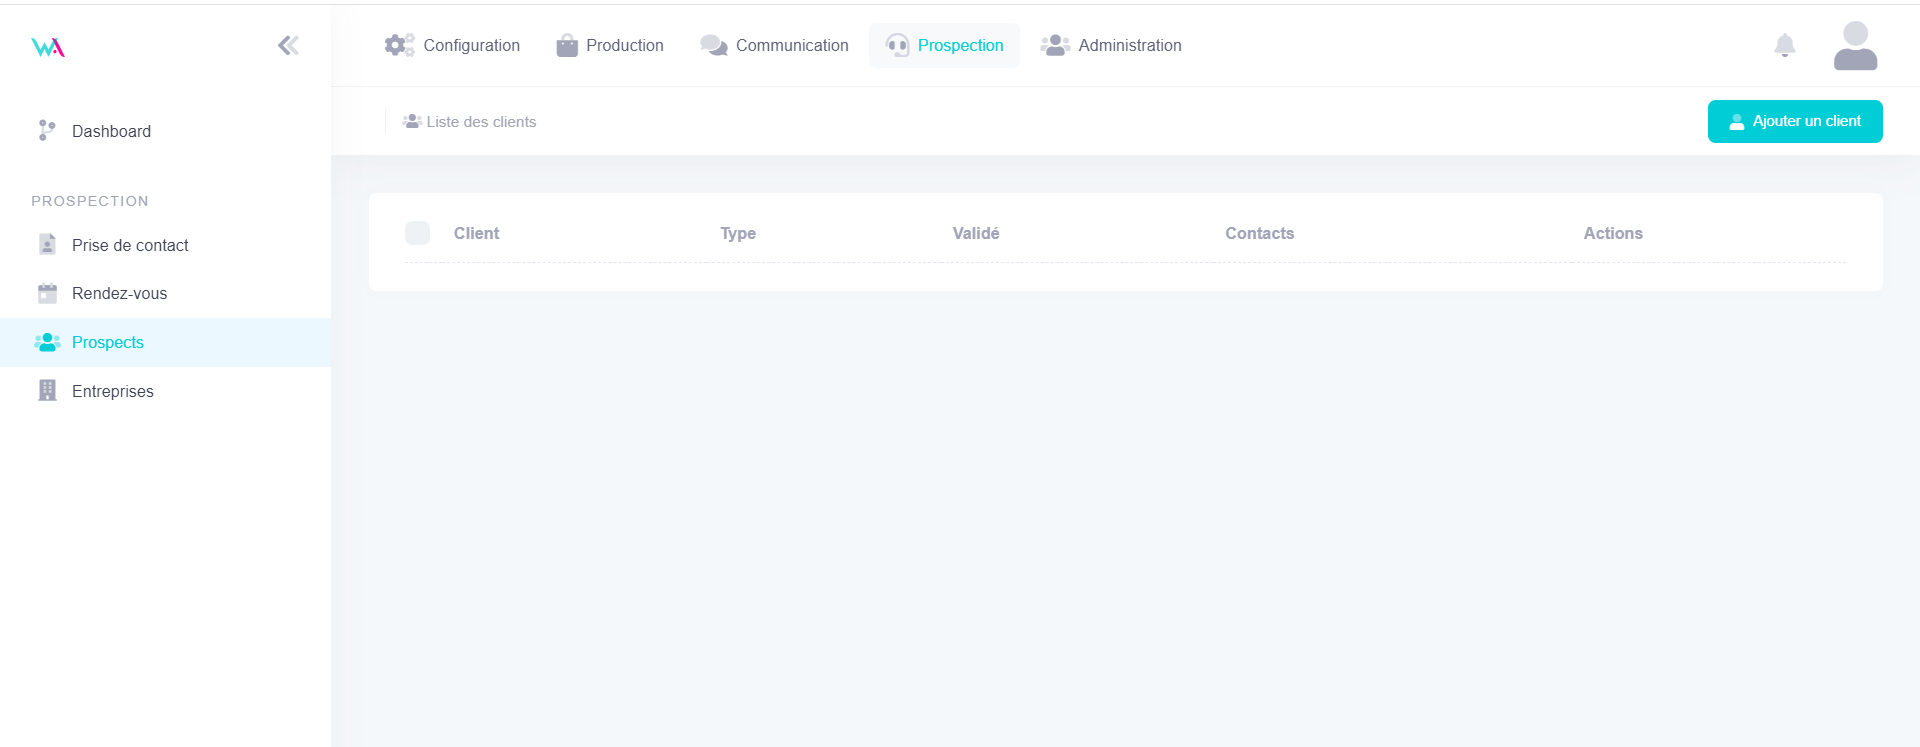 WA
Configuration Production Communication Prospection Administration
Liste des clients
Ajouter un client
Dashboard
PROSPECTION
Prise de contact
Rendez-vous
Prospects
Entreprises
Client Type Validé Contacts Actions